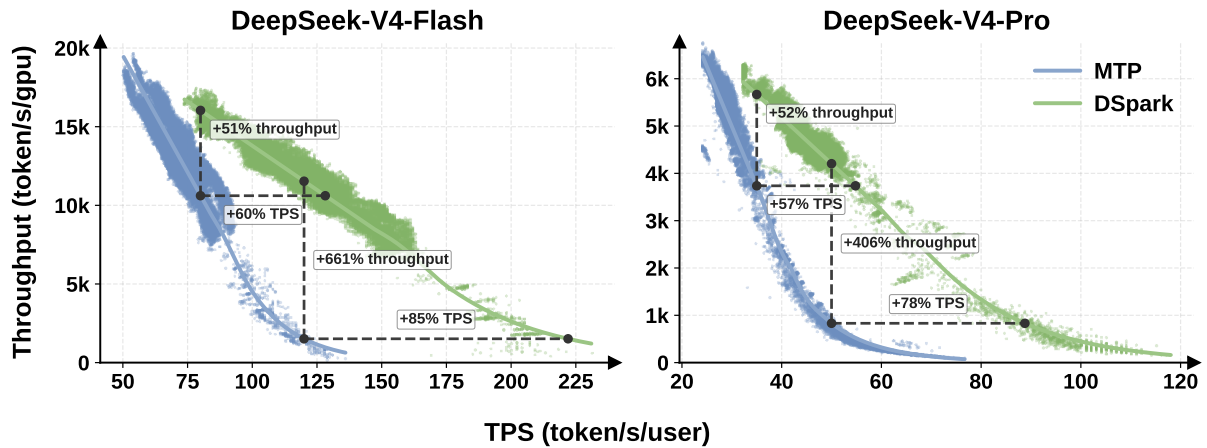 DeepSeek-V4-Flash
DeepSeek-V4-Pro
Throughput (token/s/gpu)
20k
15k
10k
5k
0
+51% throughput
+60% TPS
+661% throughput
+85% TPS
50
75
100
125
150
175
200
225
6k
5k
4k
3k
2k
1k
0
MTP
DSpark
+52% throughput
+57% TPS
+406% throughput
+78% TPS
20
40
60
80
100
120
TPS (token/s/user)